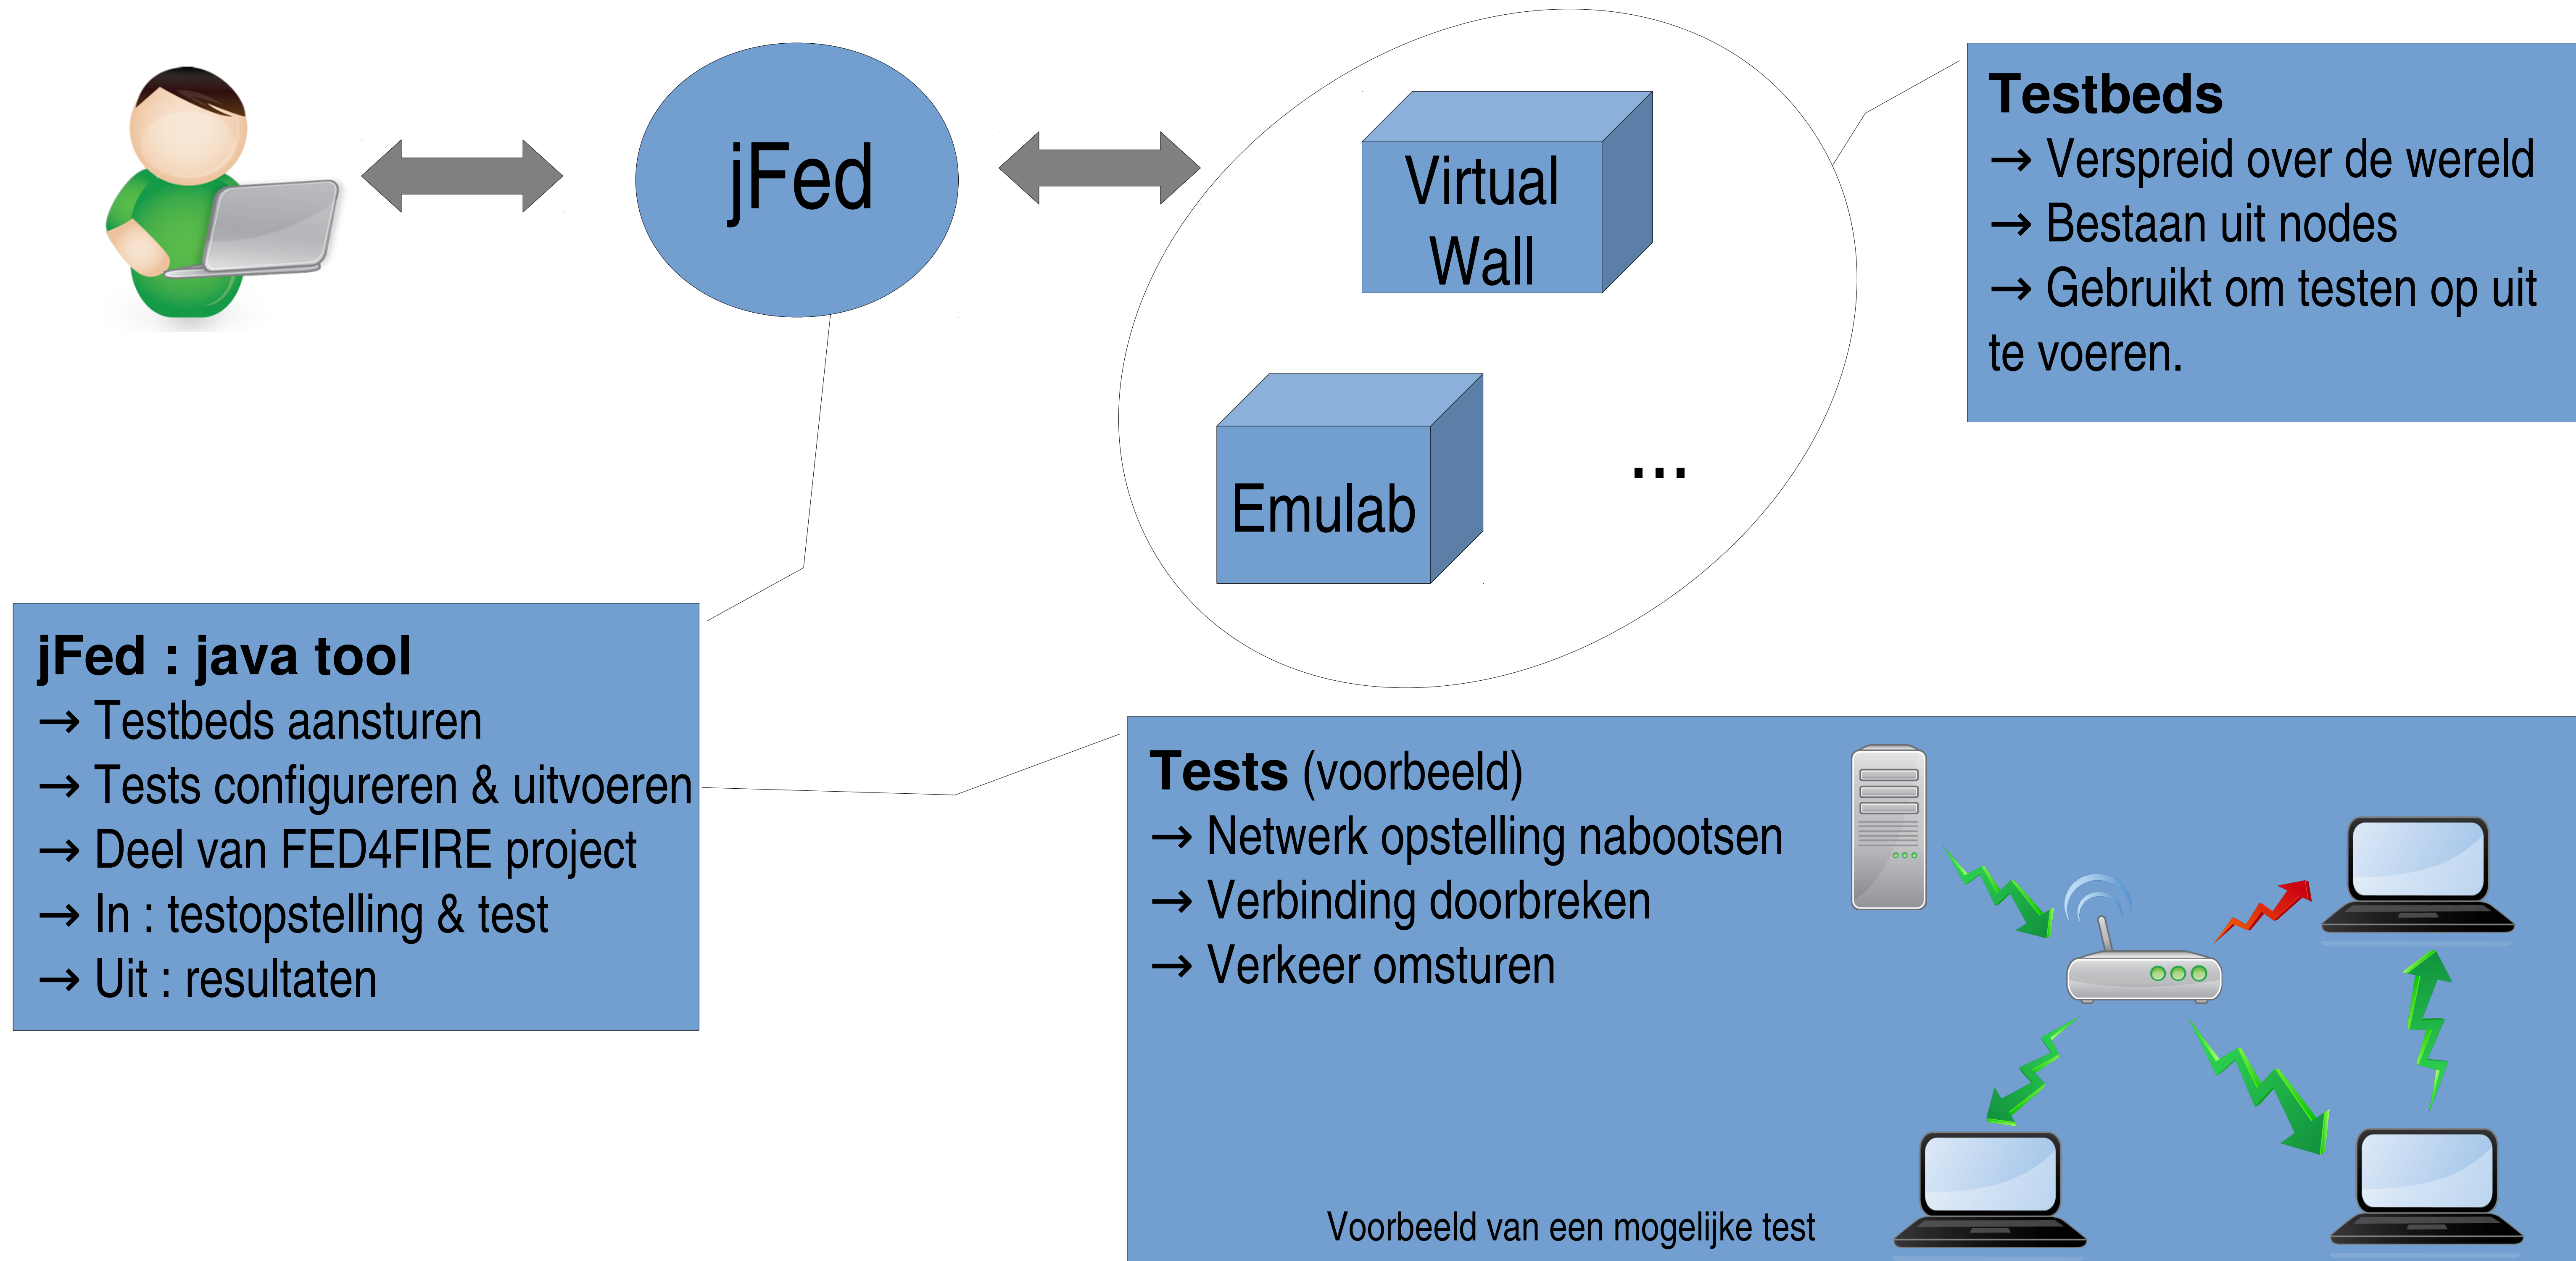 jFed
Virtual
Wall
Emulab
...
Testbeds
→ Verspreid over de wereld
→ Bestaan uit nodes
→ Gebruikt om testen op uit
te voeren.
jFed : java tool
→ Testbeds aansturen
→ Tests configureren & uitvoeren
→ Deel van FED4FIRE project
→ In : testopstelling & test
→ Uit : resultaten
Tests (voorbeeld)
→ Netwerk opstelling nabootsen
→ Verbinding doorbreken
→ Verkeer omsturen
Voorbeeld van een mogelijke test